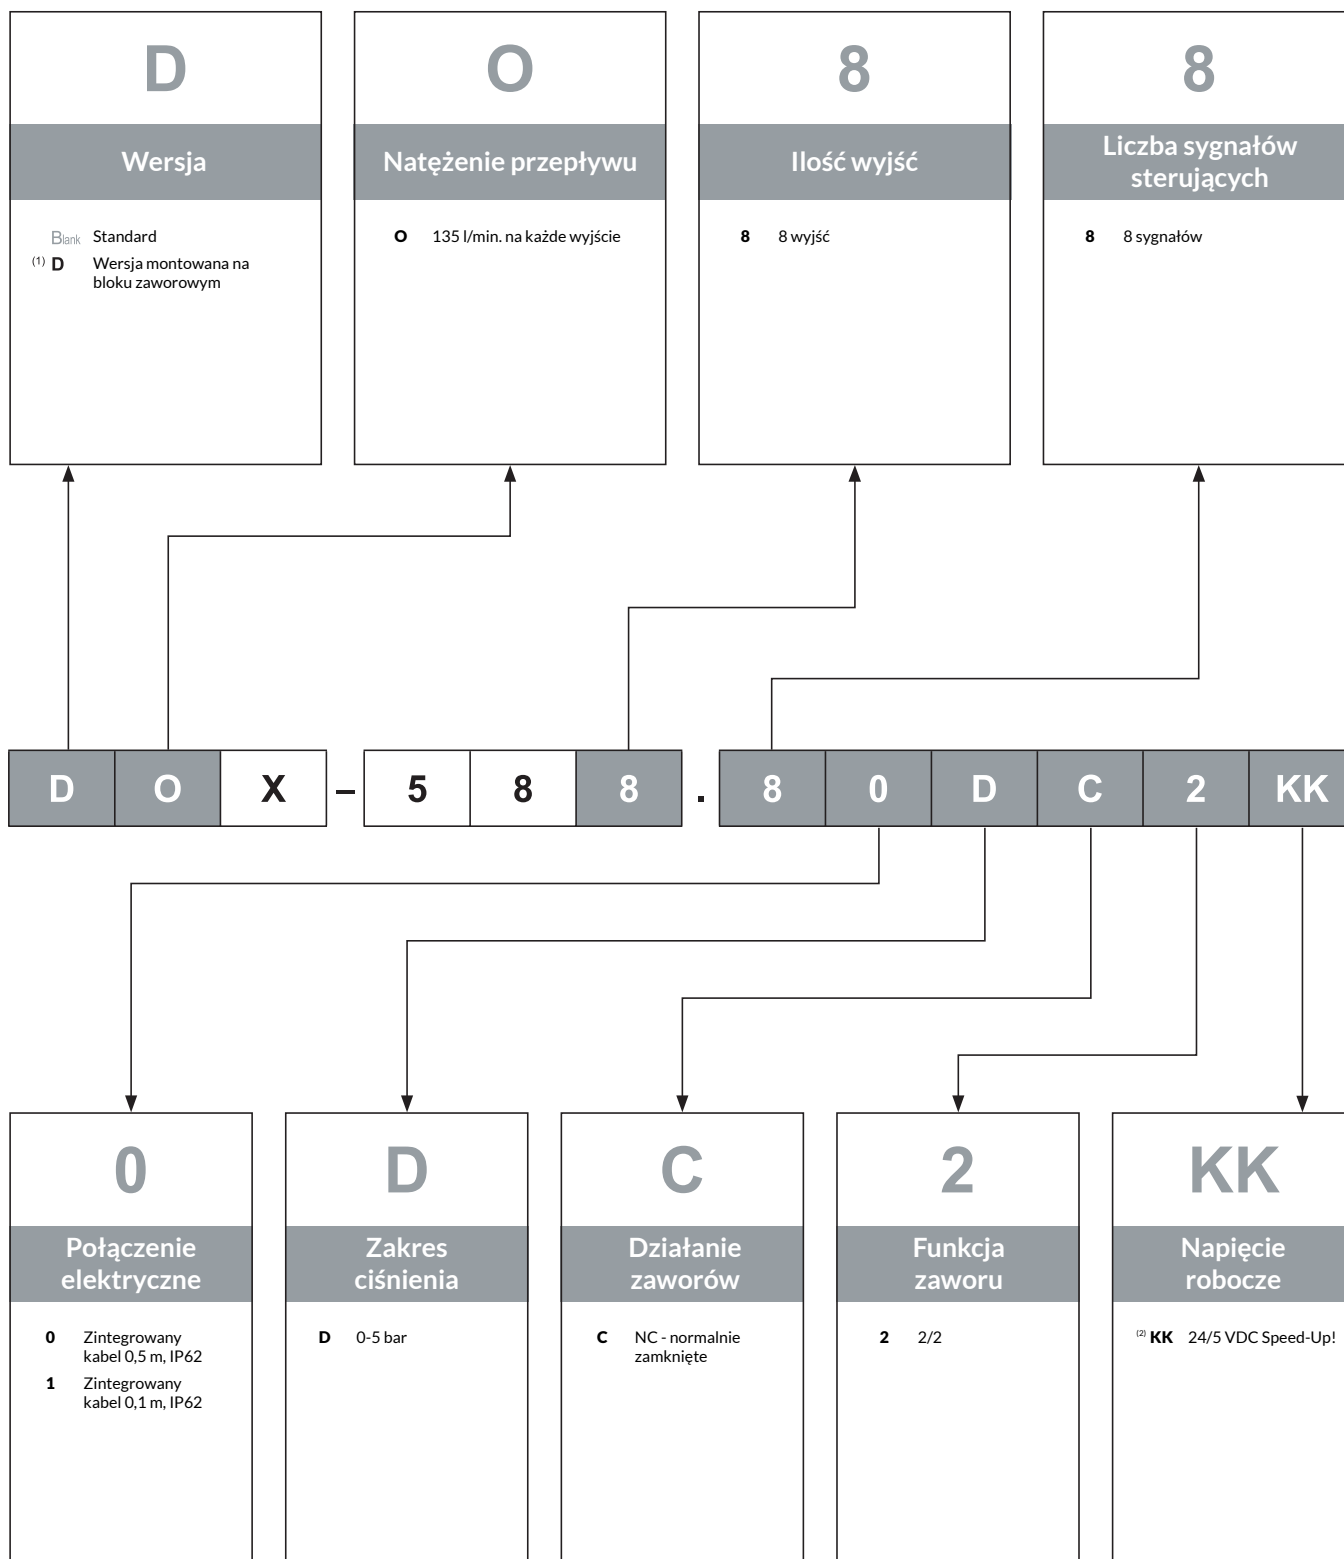 D
Wersja
Blank Standard
(1) D Wersja montowana na
bloku zaworowym
O
Natężenie przepływu
O 135 l/min. na każde wyjście
8
Ilość wyjść
8 8 wyjść
8
Liczba sygnałów
sterujących
8 8 sygnałów
D O X – 5 8 8 . 8 0 D C 2 KK
0
Połączenie
elektryczne
0 Zintegrowany
kabel 0,5 m, IP62
1 Zintegrowany
kabel 0,1 m, IP62
D
Zakres
ciśnienia
D 0-5 bar
C
Działanie
zaworów
C NC - normalnie
zamknięte
2
Funkcja
zaworu
2 2/2
KK
Napięcie
robocze
(2) KK 24/5 VDC Speed-Up!